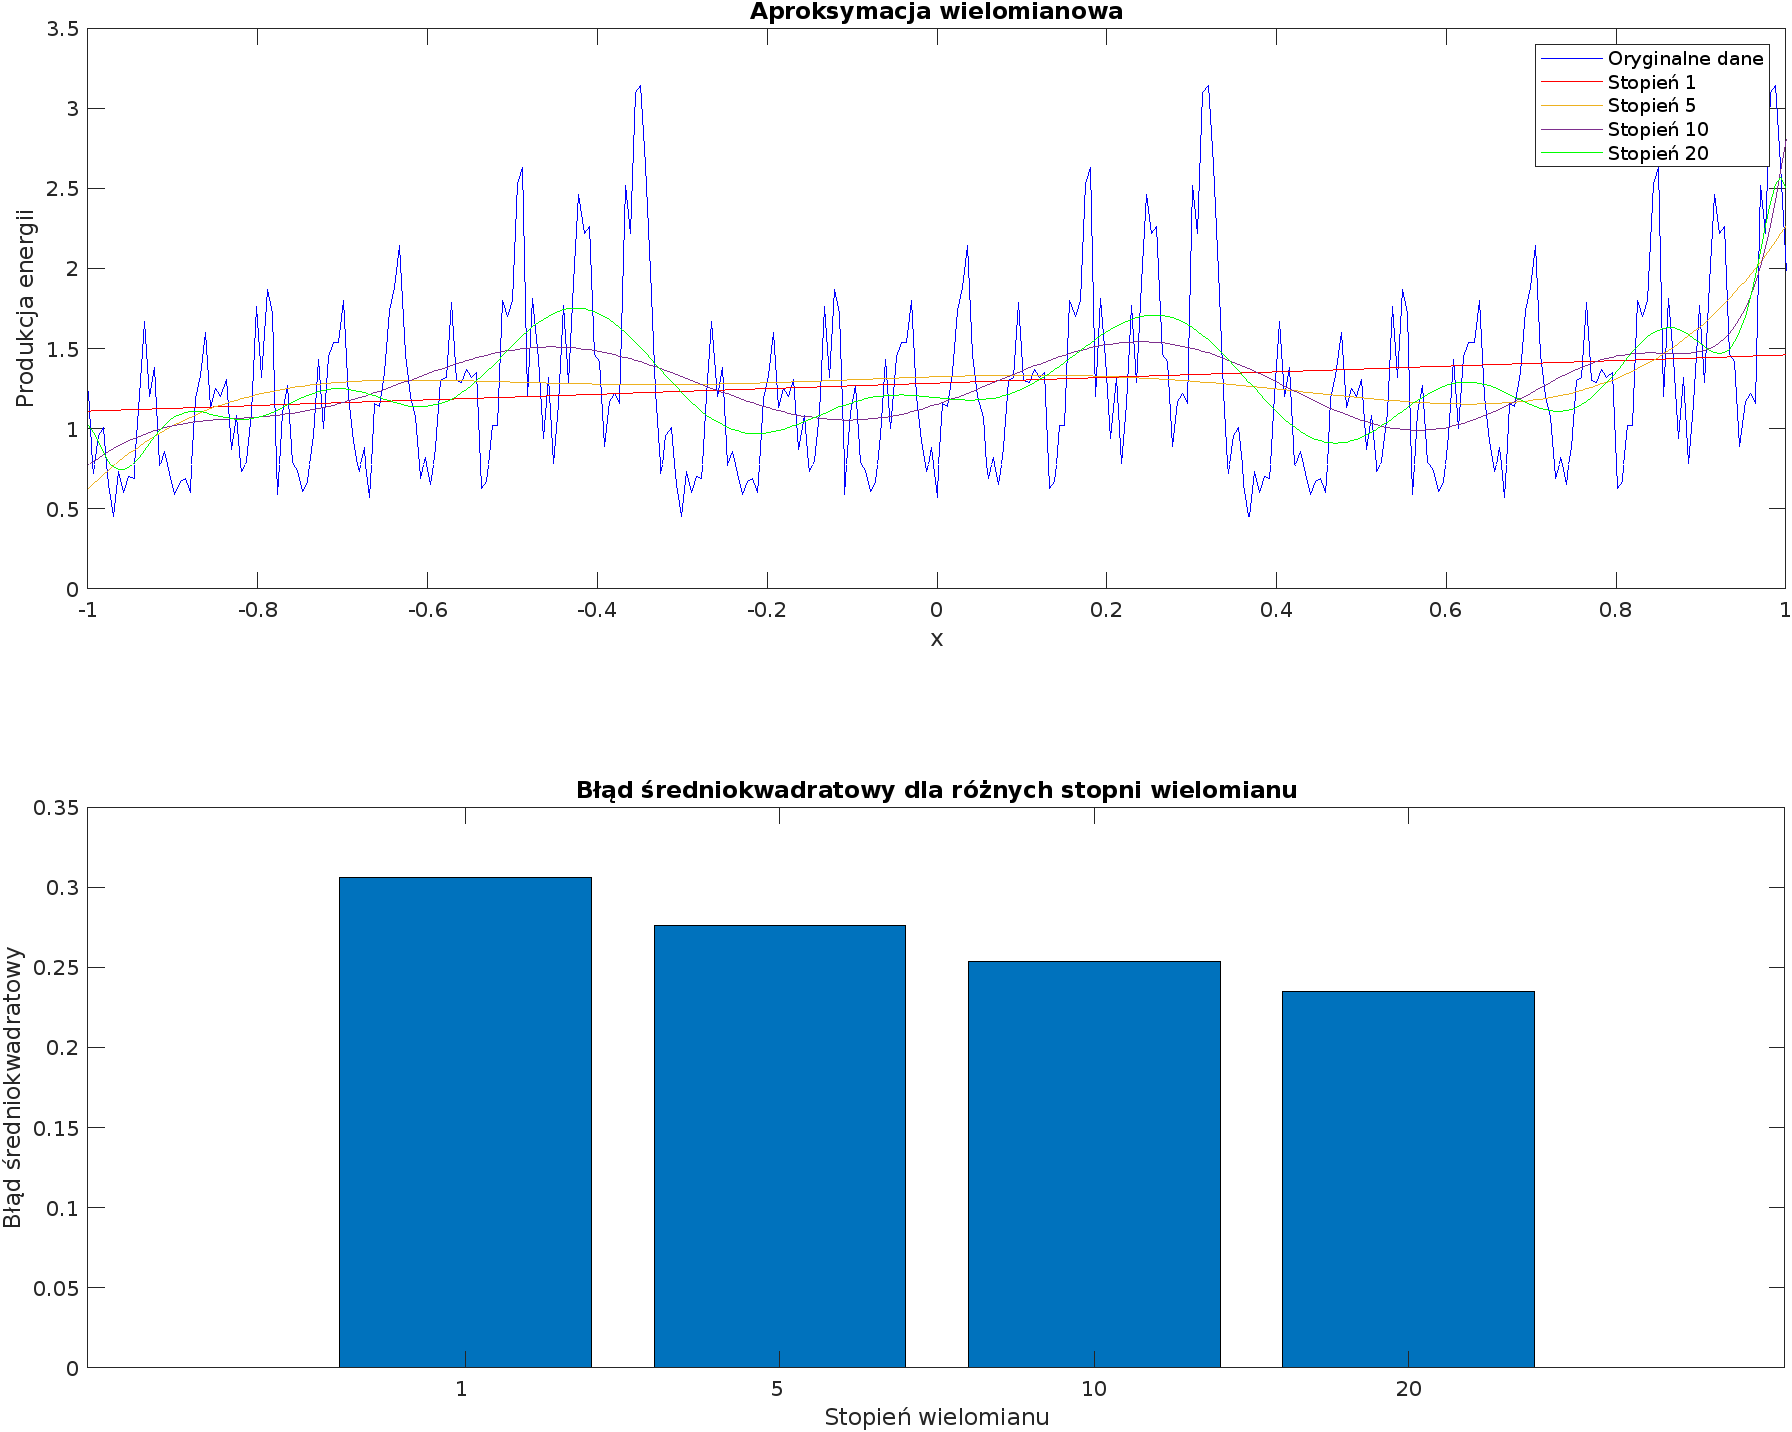 Aproksymacja wielomianowa
3.5
3
2.5
2
1.5
1
0.5
0
Produkcja energii
Oryginalne dane
Stopień 1
Stopień 5
Stopień 10
Stopień 20
-1 -0.8 -0.6 -0.4 -0.2 0 0.2 0.4 0.6 0.8 1
x
Błąd średniokwadratowy dla różnych stopni wielomianu
0.35
0.3
0.25
0.2
0.15
0.1
0.05
0
Błąd średniokwadratowy
1 5 10 20
Stopień wielomianu